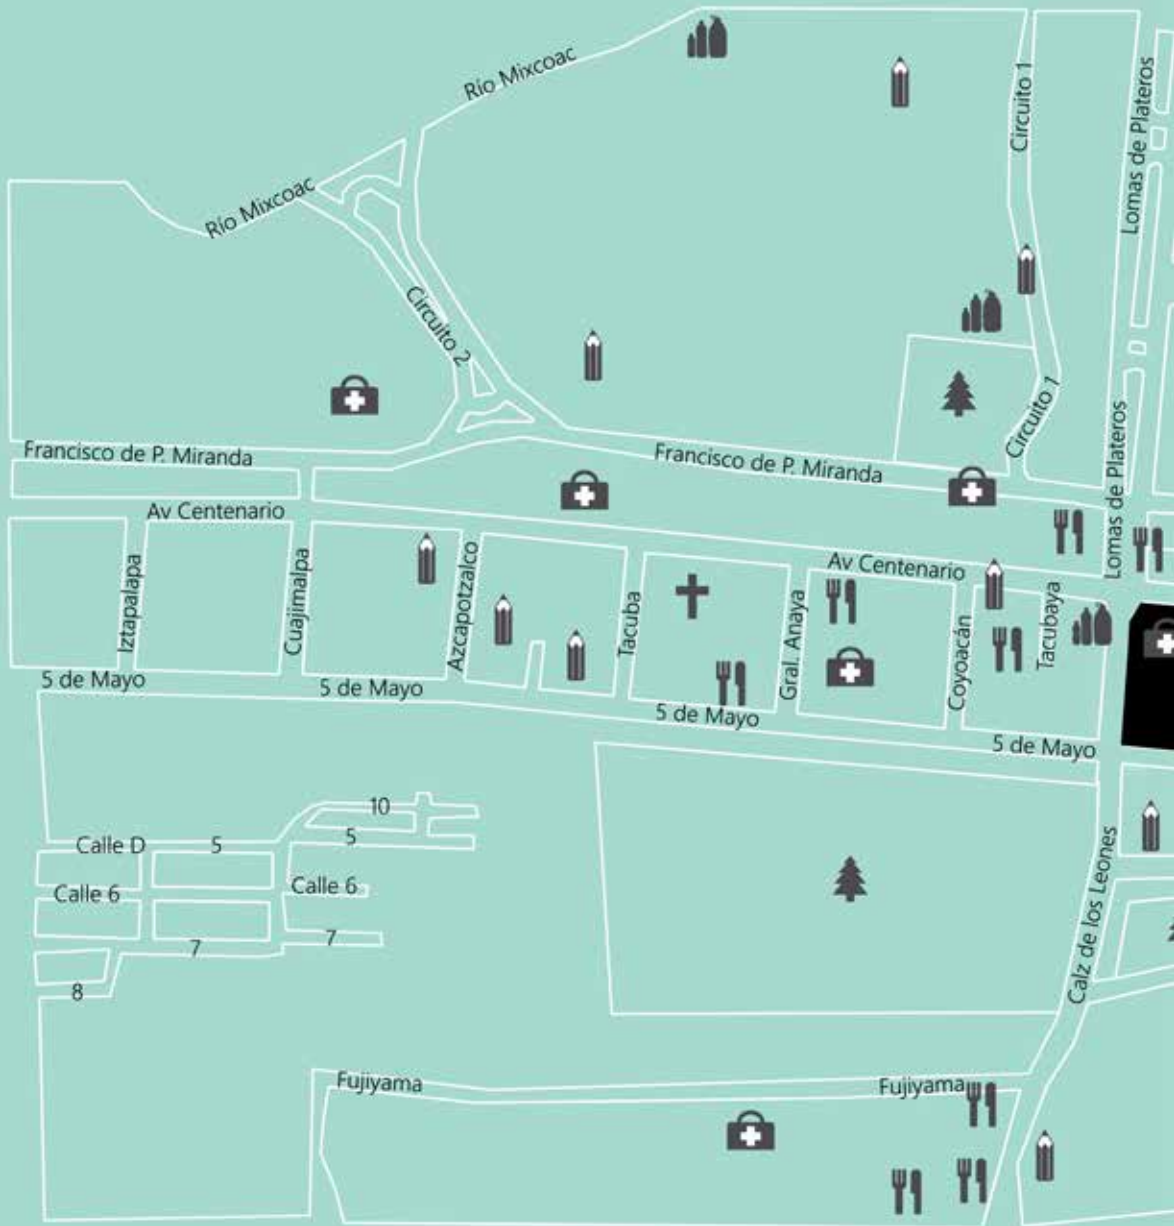 Río Mixcoac
Circuito 1
Lomas de Plateros
Río Mixcoac
Circuito 2
Circuito 1
Lomas de Plateros
Francisco de P. Miranda
Francisco de P. Miranda
Av Centenario
Av Centenario
Iztapalapa
Cuajimalpa
Azcapotzalco
Tacuba
Gral. Anaya
Coyoacán
Tacubaya
5 de Mayo
5 de Mayo
5 de Mayo
5 de Mayo
10
Calle D
5
5
Calle 6
Calle 6
7
7
8
Calz de los Leones
Fujiyama
Fujiyama